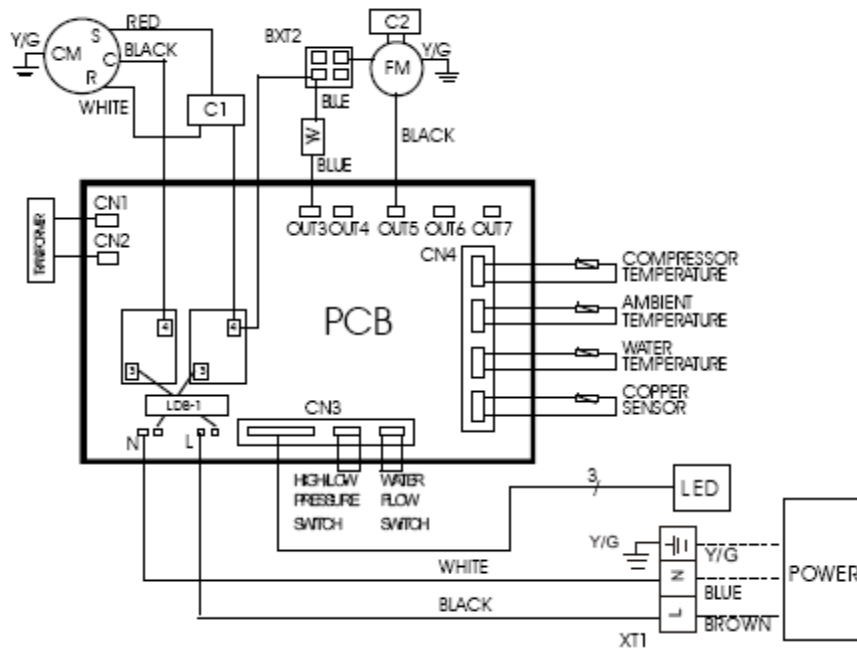 RED
C2
Y/G
S
BXT2
Y/G
CM
C
BLACK
FM
R
BLUE
WHITE
C1
W
BLACK
BLUE
CN1
OUT3
OUT4
OUT5
OUT6
OUT7
TRANSFORMER
CN2
CN4
COMPRESSOR
TEMPERATURE
AMBIENT
TEMPERATURE
4
4
PCB
WATER
TEMPERATURE
3
3
COPPER
SENSOR
LDB-1
CN3
N
L
HIGH/LOW
PRESSURE
SWITCH
WATER
FLOW
SWITCH
3
LED
Y/G
Y/G
WHITE
N
BLUE
POWER
BLACK
L
BROWN
XT1